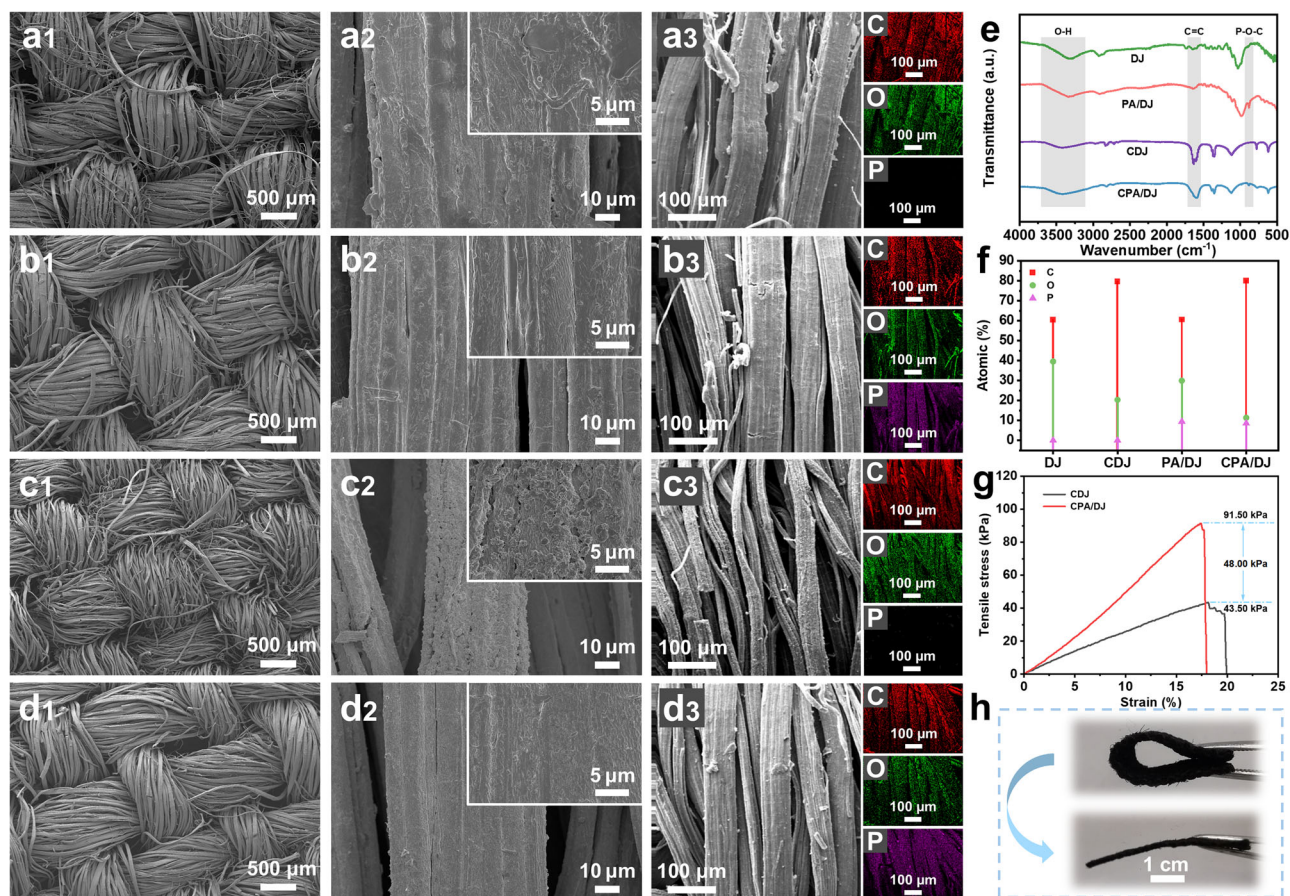 a1
500 µm
a2
5 µm
10 µm
a3
100 µm
C
100 µm
O
100 µm
P
100 µm
b1
500 µm
b2
5 µm
10 µm
b3
100 µm
C
100 µm
O
100 µm
P
100 µm
c1
500 µm
c2
5 µm
10 µm
c3
100 µm
C
100 µm
O
100 µm
P
100 µm
d1
500 µm
d2
5 µm
10 µm
d3
100 µm
C
100 µm
O
100 µm
P
100 µm
e
O-H C=C P-O-C
DJ
PA/DJ
CDJ
CPA/DJ
Transmittance (a.u.)
4000 3500 3000 2500 2000 1500 1000 500
Wavenumber (cm⁻¹)
f
90
80
70
60
50
40
30
20
10
0
C
O
P
Atomic (%)
DJ CDJ PA/DJ CPA/DJ
g
120
100
80
60
40
20
0
CDJ
CPA/DJ
91.50 kPa
48.00 kPa
43.50 kPa
Tensile stress (kPa)
0 5 10 15 20 25
Strain (%)
h
1 cm